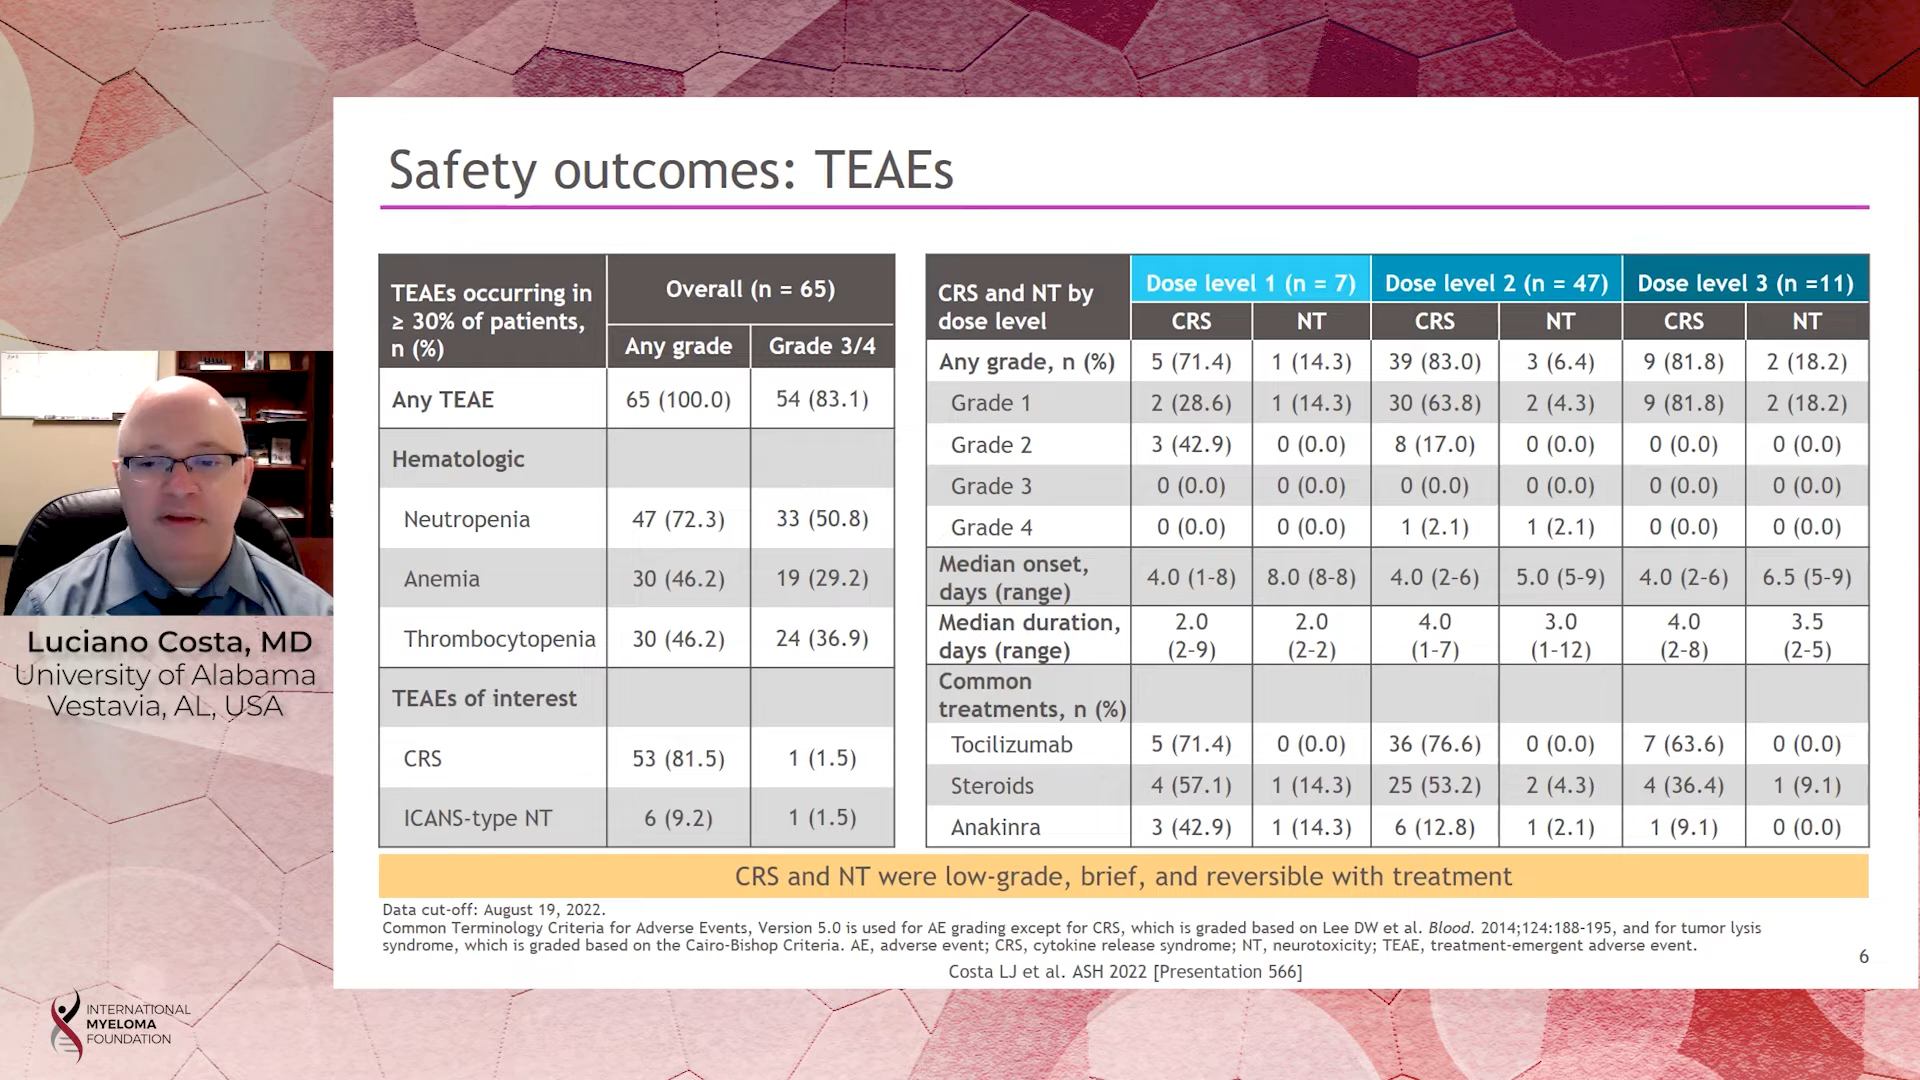 Safety outcomes: TEAEs
TEAEs occurring in
≥ 30% of patients,
n (%)
Overall (n = 65)
Any grade Grade 3/4
Any TEAE 65 (100.0) 54 (83.1)
Hematologic
Neutropenia 47 (72.3) 33 (50.8)
Anemia 30 (46.2) 19 (29.2)
Thrombocytopenia 30 (46.2) 24 (36.9)
TEAEs of interest
CRS 53 (81.5) 1 (1.5)
ICANS-type NT 6 (9.2) 1 (1.5)
CRS and NT by
dose level
Dose level 1 (n = 7) Dose level 2 (n = 47) Dose level 3 (n =11)
CRS NT CRS NT CRS NT
Any grade, n (%) 5 (71.4) 1 (14.3) 39 (83.0) 3 (6.4) 9 (81.8) 2 (18.2)
Grade 1 2 (28.6) 1 (14.3) 30 (63.8) 2 (4.3) 9 (81.8) 2 (18.2)
Grade 2 3 (42.9) 0 (0.0) 8 (17.0) 0 (0.0) 0 (0.0) 0 (0.0)
Grade 3 0 (0.0) 0 (0.0) 0 (0.0) 0 (0.0) 0 (0.0) 0 (0.0)
Grade 4 0 (0.0) 0 (0.0) 1 (2.1) 1 (2.1) 0 (0.0) 0 (0.0)
Median onset,
days (range) 4.0 (1-8) 8.0 (8-8) 4.0 (2-6) 5.0 (5-9) 4.0 (2-6) 6.5 (5-9)
Median duration, 2.0 2.0 4.0 3.0 4.0 3.5
days (range) (2-9) (2-2) (1-7) (1-12) (2-8) (2-5)
Common
treatments, n (%)
Tocilizumab 5 (71.4) 0 (0.0) 36 (76.6) 0 (0.0) 7 (63.6) 0 (0.0)
Steroids 4 (57.1) 1 (14.3) 25 (53.2) 2 (4.3) 4 (36.4) 1 (9.1)
Anakinra 3 (42.9) 1 (14.3) 6 (12.8) 1 (2.1) 1 (9.1) 0 (0.0)
CRS and NT were low-grade, brief, and reversible with treatment
Data cut-off: August 19, 2022.
Common Terminology Criteria for Adverse Events, Version 5.0 is used for AE grading except for CRS, which is graded based on Lee DW et al. Blood. 2014;124:188-195, and for tumor lysis
syndrome, which is graded based on the Cairo-Bishop Criteria. AE, adverse event; CRS, cytokine release syndrome; NT, neurotoxicity; TEAE, treatment-emergent adverse event.
6
Costa LJ et al. ASH 2022 [Presentation 566]
Luciano Costa, MD
University of Alabama
Vestavia, AL, USA
INTERNATIONAL
MYELOMA
FOUNDATION